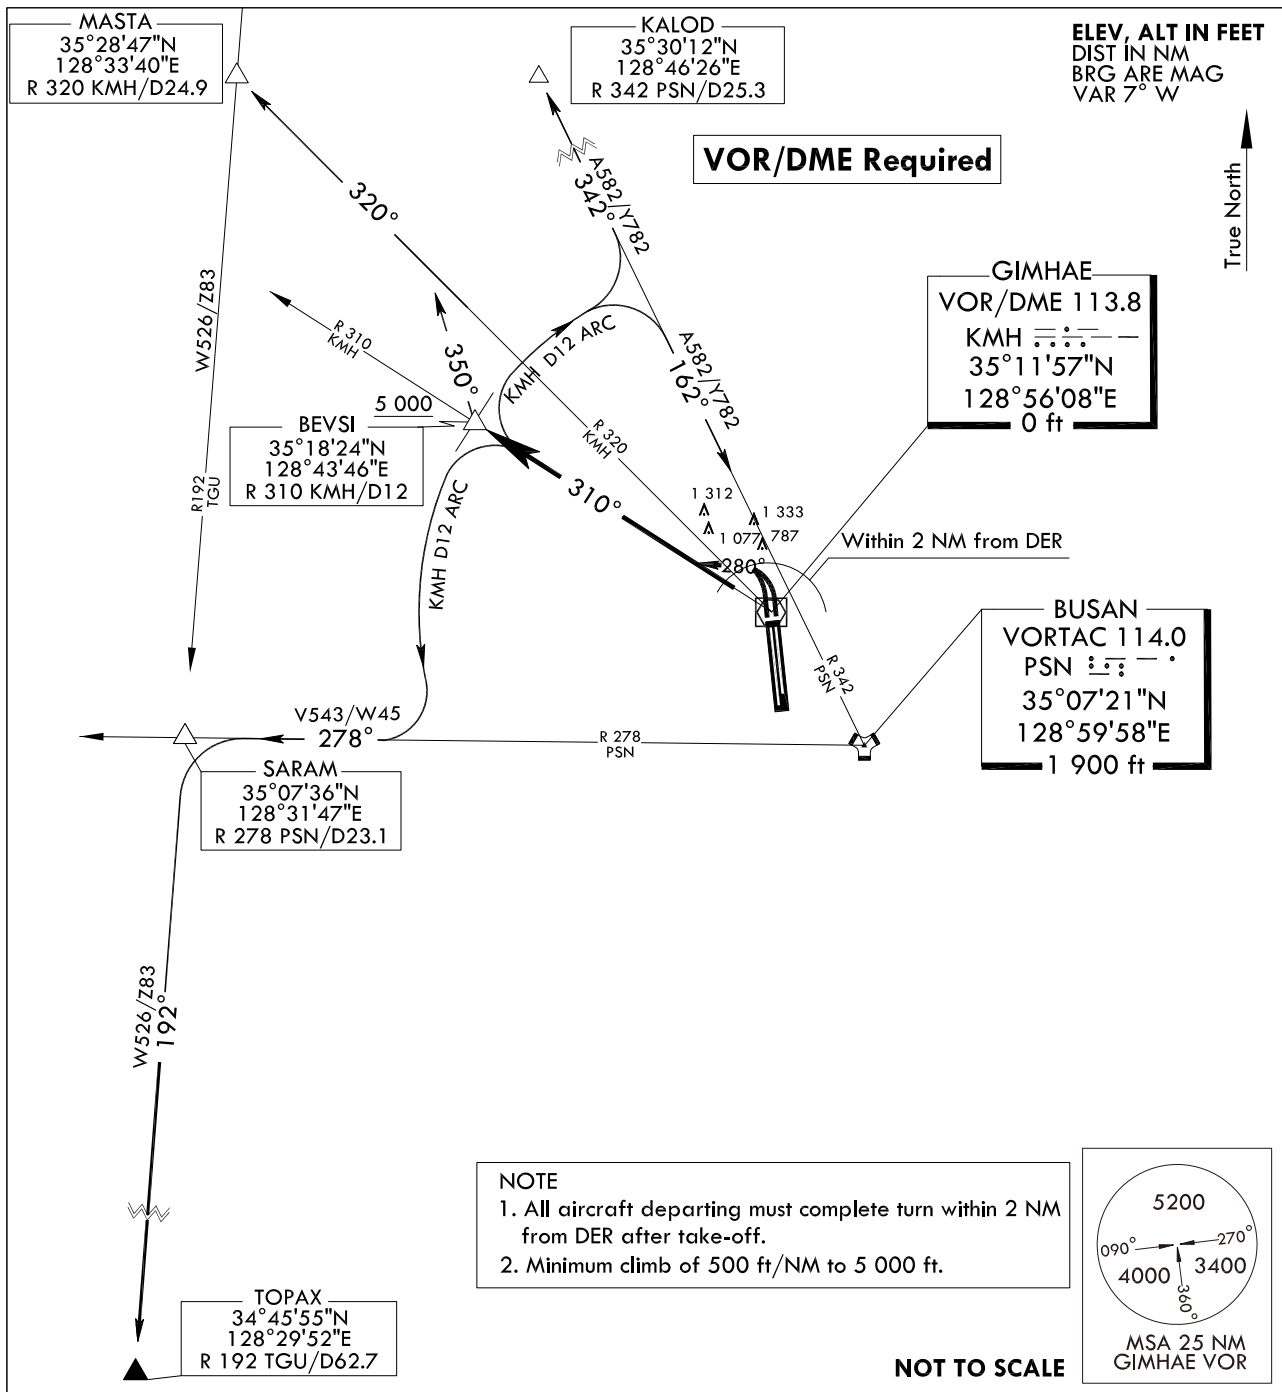 MASTA
35°28'47"N
128°33'40"E
R 320 KMH/D24.9
KALOD
35°30'12"N
128°46'26"E
R 342 PSN/D25.3
ELEV, ALT IN FEET
DIST IN NM
BRG ARE MAG
VAR 7° W
True North
VOR/DME Required
A582/Y782
342°
320°
W526/Z83
R 310
KMH
350°
KMH D12 ARC
A582/Y782
162°
GIMHAE
VOR/DME 113.8
KMH
35°11'57"N
128°56'08"E
0 ft
5 000
BEVSI
35°18'24"N
128°43'46"E
R 310 KMH/D12
R 320
KMH
310°
R192
TGU
KMH D12 ARC
1 312
1 333
1 077
787
280°
Within 2 NM from DER
BUSAN
VORTAC 114.0
PSN
35°07'21"N
128°59'58"E
1 900 ft
R 342
PSN
V543/W45
278°
R 278
PSN
SARAM
35°07'36"N
128°31'47"E
R 278 PSN/D23.1
W526/Z83
192°
NOTE
1. All aircraft departing must complete turn within 2 NM
from DER after take-off.
2. Minimum climb of 500 ft/NM to 5 000 ft.
5200
090°
270°
4000
3400
360°
MSA 25 NM
GIMHAE VOR
TOPAX
34°45'55"N
128°29'52"E
R 192 TGU/D62.7
NOT TO SCALE